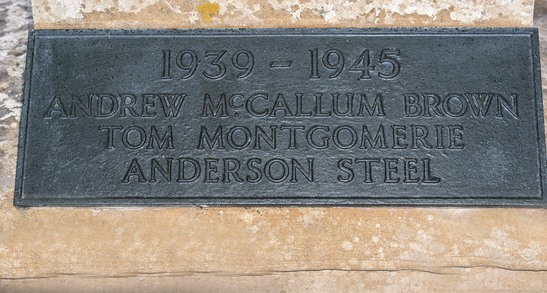 1939 - 1945
ANDREW McCALLUM BROWN
TOM MONTGOMERIE
ANDERSON STEEL